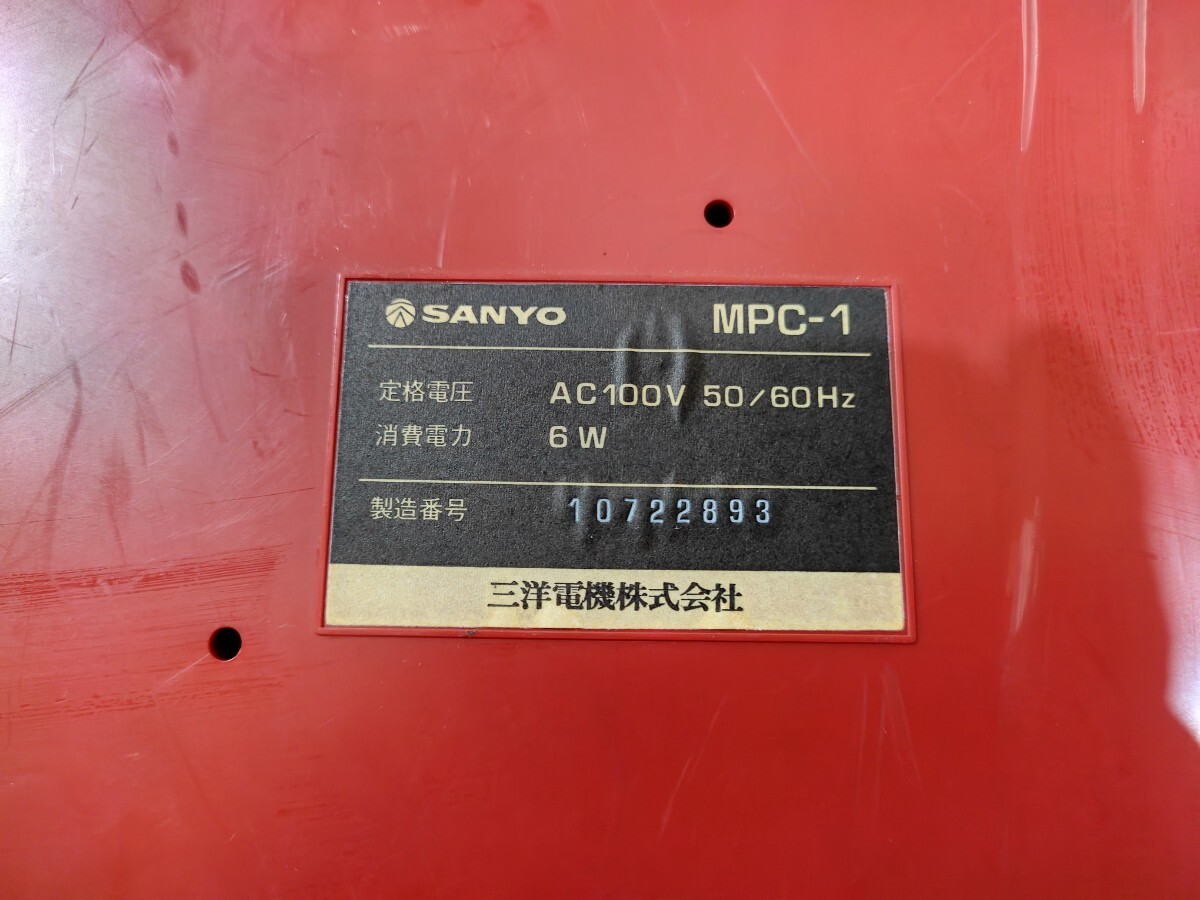 SANYO MPC-1
定格電圧 AC100V 50/60Hz
消費電力 6W
製造番号 10722893
三洋電機株式会社